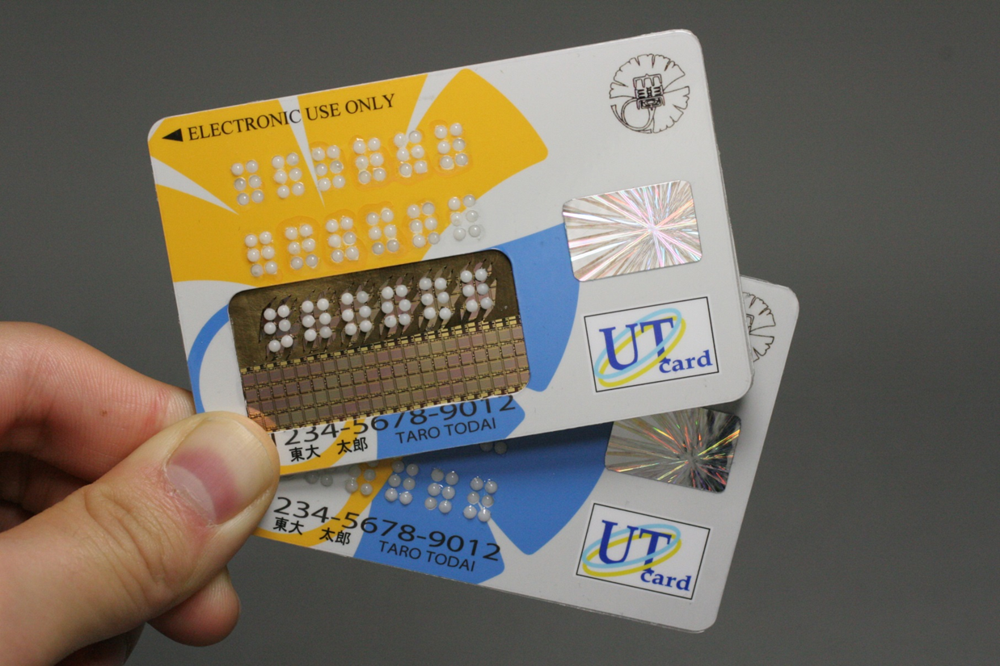 ELECTRONIC USE ONLY
UT
card
234-5678-9012
東大 太郎
TARO TODAI
UT
card
234-5678-9012
東大 太郎
TARO TODAI